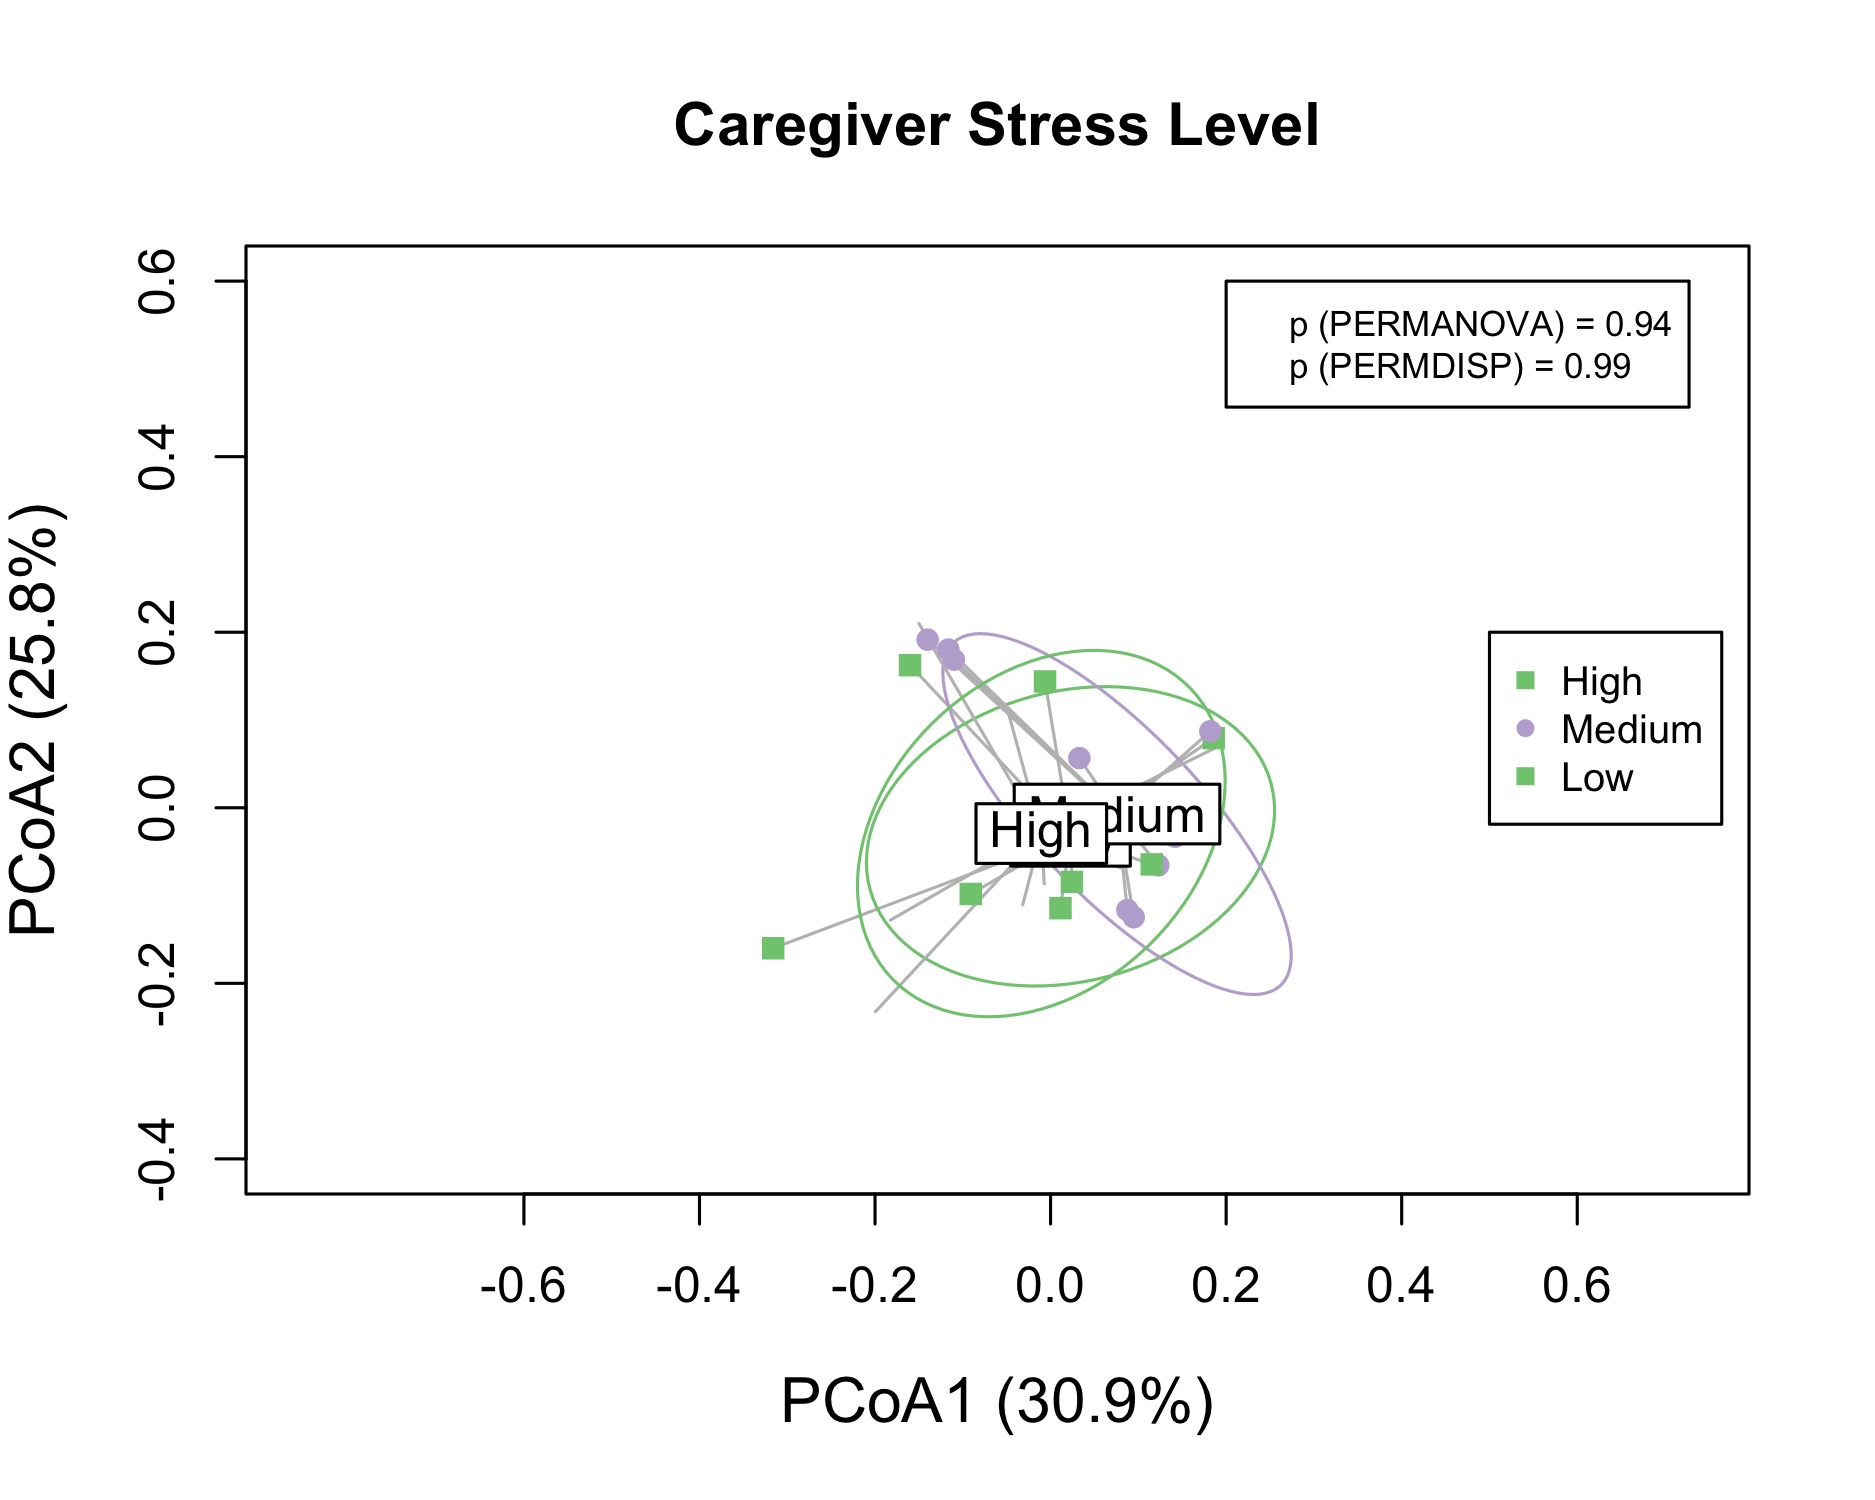 Caregiver Stress Level
p (PERMANOVA) = 0.94
p (PERMDISP) = 0.99
0.6
0.4
0.2
0.0
-0.2
-0.4
PCoA2 (25.8%)
High
Medium
Low
High
-0.6
-0.4
-0.2
0.0
0.2
0.4
0.6
PCoA1 (30.9%)